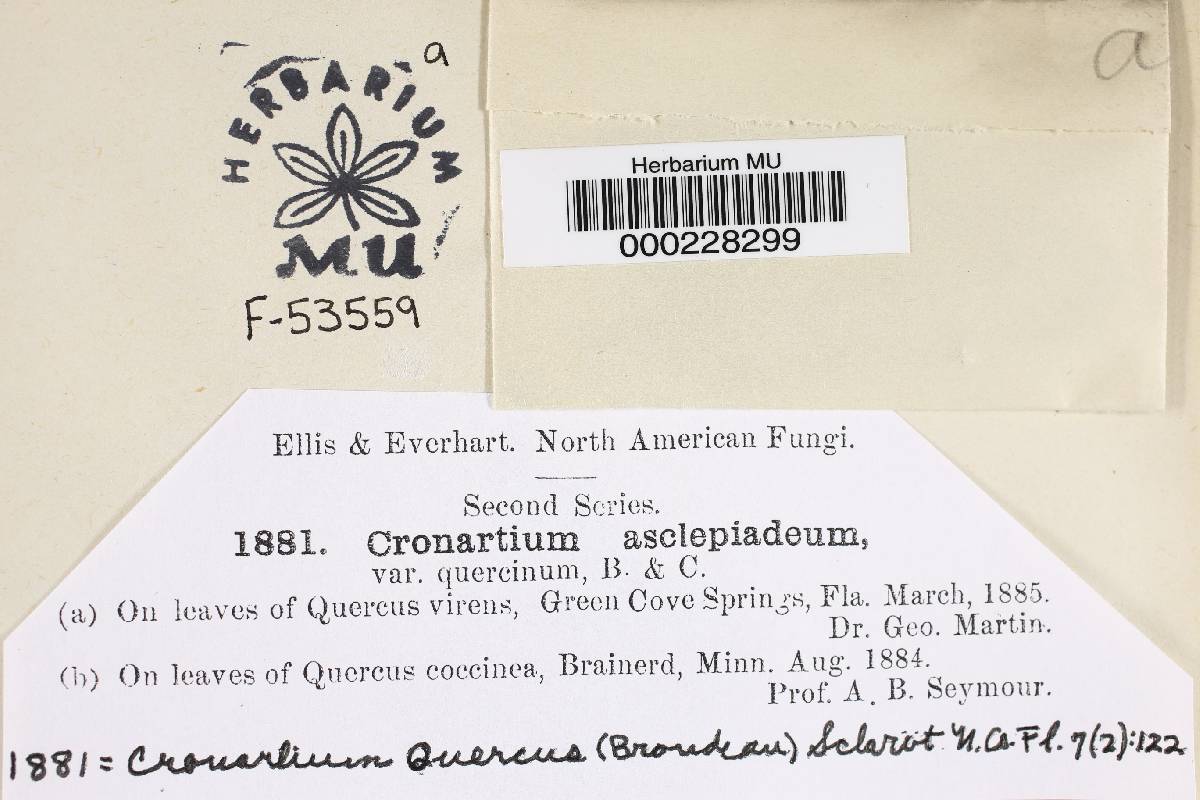 a
HERBARIUM
MU
F-53559
a
Herbarium MU
000228299
Ellis & Everhart. North American Fungi.
Second Series.
1881. Cronartium asclepiadeum,
var. quercinum, B. & C.
(a) On leaves of Quercus virens, Green Cove Springs, Fla. March, 1885.
Dr. Geo. Martin.
(b) On leaves of Quercus coccinea, Brainerd, Minn. Aug. 1884.
Prof. A. B. Seymour.
1881 = Cronartium Quercus (Brondeau) Schrot N.A. Fl. 7(2):122